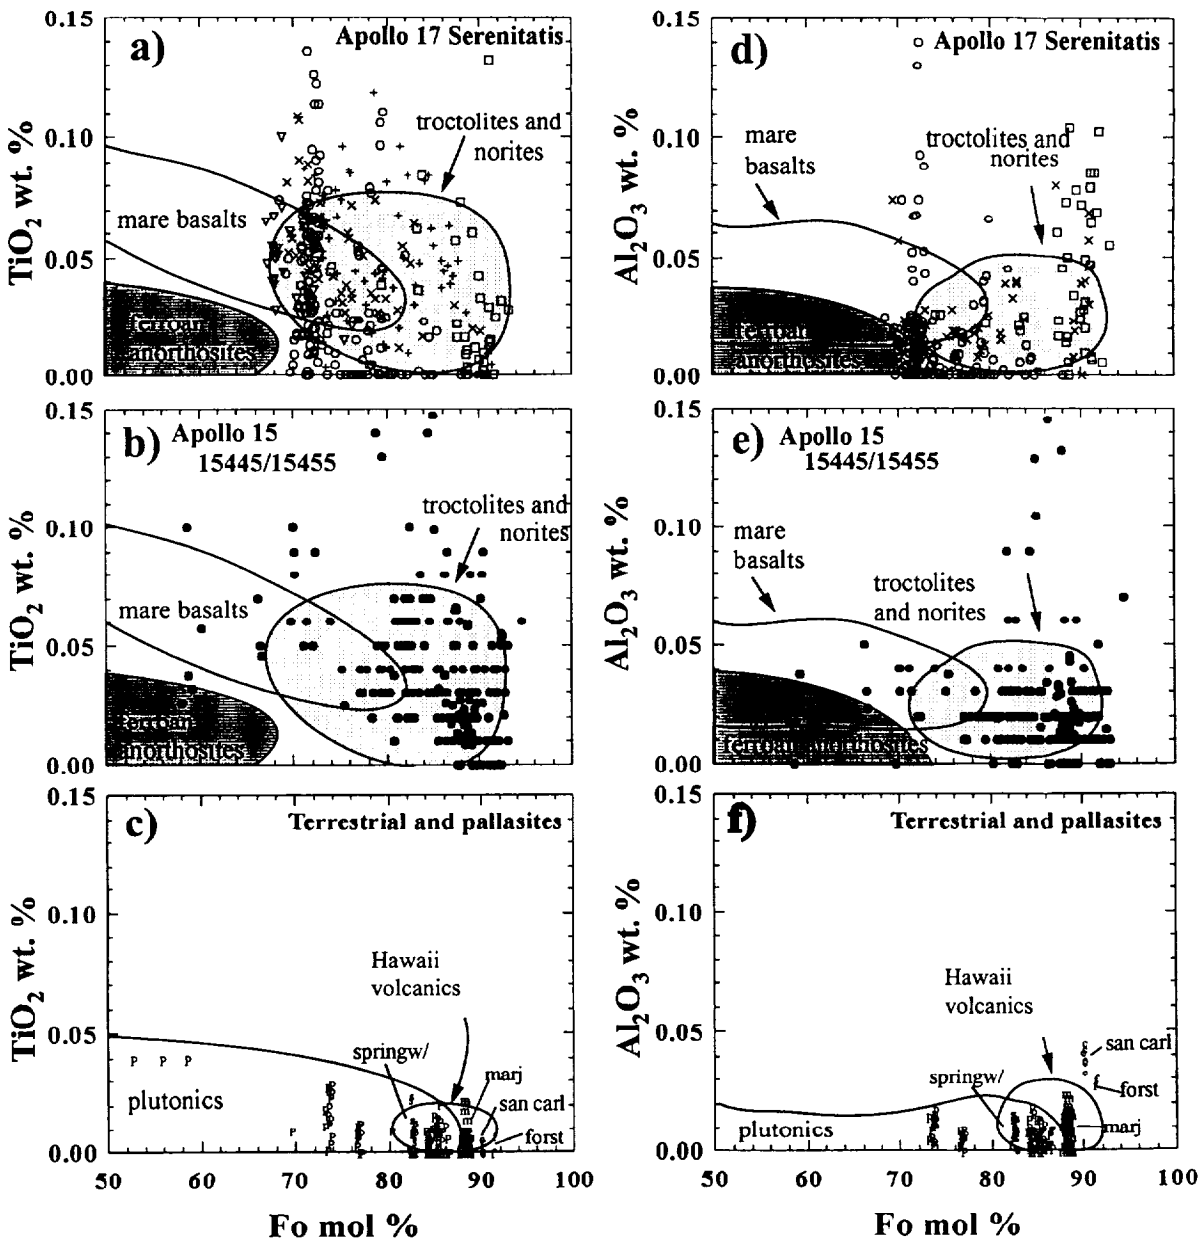 a)
Apollo 17 Serenitatis
troctolites and
norites
mare basalts
ferroan
anorthosites
TiO2 wt. %
0.15
0.10
0.05
0.00
b)
Apollo 15
15445/15455
troctolites and
norites
mare basalts
ferroan
anorthosites
TiO2 wt. %
0.15
0.10
0.05
0.00
c)
Terrestrial and pallasites
Hawaii
volcanics
springw/
marj
san carl
forst
plutonics
TiO2 wt. %
0.15
0.10
0.05
0.00
50 60 70 80 90 100
Fo mol %
d)
Apollo 17 Serenitatis
mare
basalts
troctolites and
norites
ferroan
anorthosites
Al2O3 wt. %
0.15
0.10
0.05
0.00
e)
Apollo 15
15445/15455
mare
basalts
troctolites
and norites
ferroan anorthosites
Al2O3 wt. %
0.15
0.10
0.05
0.00
f)
Terrestrial and pallasites
Hawaii
volcanics
san carl
springw/
forst
marj
plutonics
Al2O3 wt. %
0.15
0.10
0.05
0.00
50 60 70 80 90 100
Fo mol %